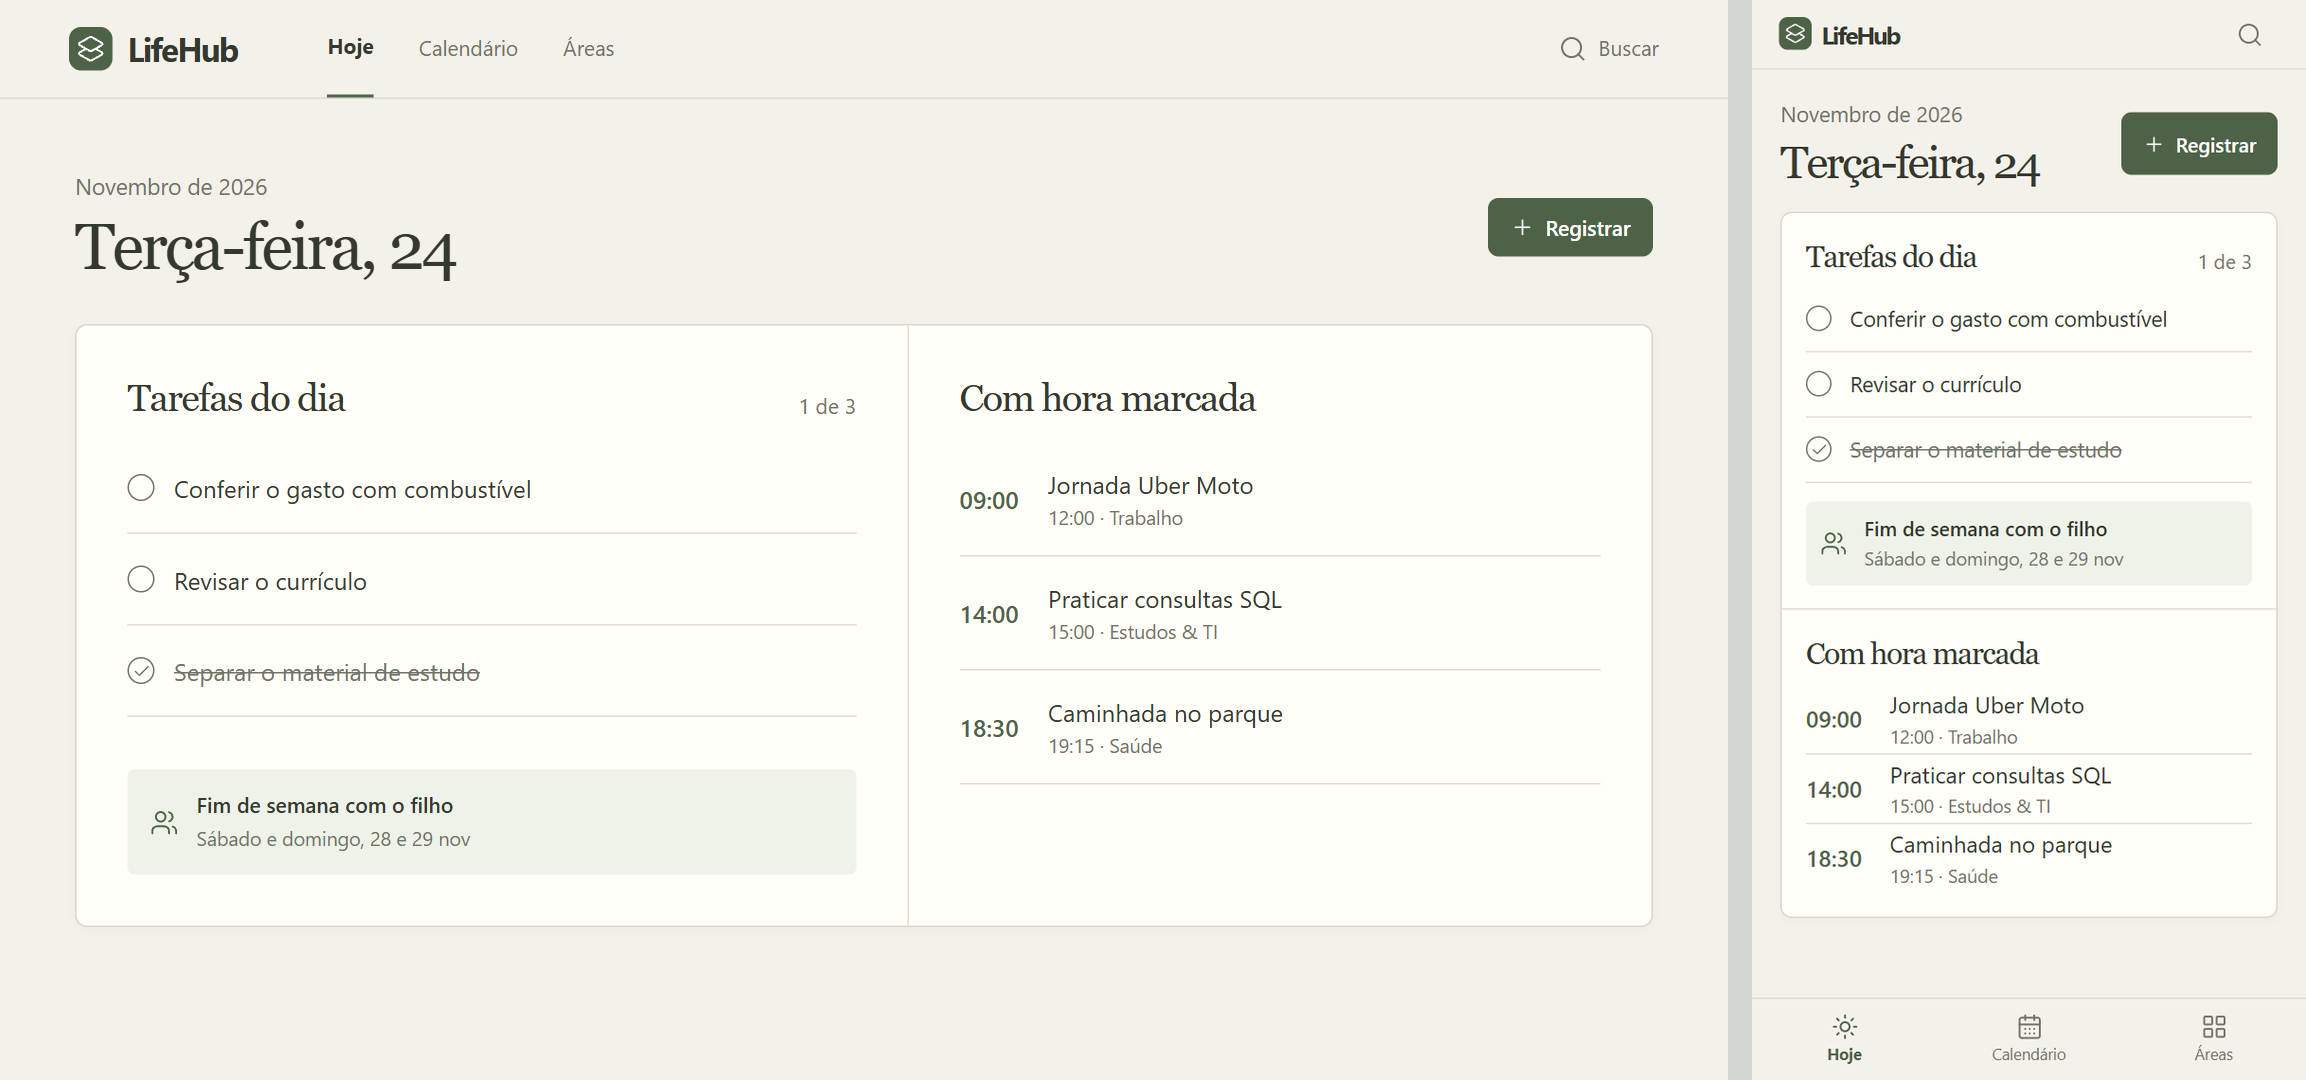 LifeHub
Hoje
Calendário
Áreas
Buscar
Novembro de 2026
Terça-feira, 24
+ Registrar
Tarefas do dia
1 de 3
Conferir o gasto com combustível
Revisar o currículo
Separar o material de estudo
Fim de semana com o filho
Sábado e domingo, 28 e 29 nov
Com hora marcada
09:00
Jornada Uber Moto
12:00 · Trabalho
14:00
Praticar consultas SQL
15:00 · Estudos & TI
18:30
Caminhada no parque
19:15 · Saúde
LifeHub
Novembro de 2026
Terça-feira, 24
+ Registrar
Tarefas do dia
1 de 3
Conferir o gasto com combustível
Revisar o currículo
Separar o material de estudo
Fim de semana com o filho
Sábado e domingo, 28 e 29 nov
Com hora marcada
09:00
Jornada Uber Moto
12:00 · Trabalho
14:00
Praticar consultas SQL
15:00 · Estudos & TI
18:30
Caminhada no parque
19:15 · Saúde
Hoje
Calendário
Áreas